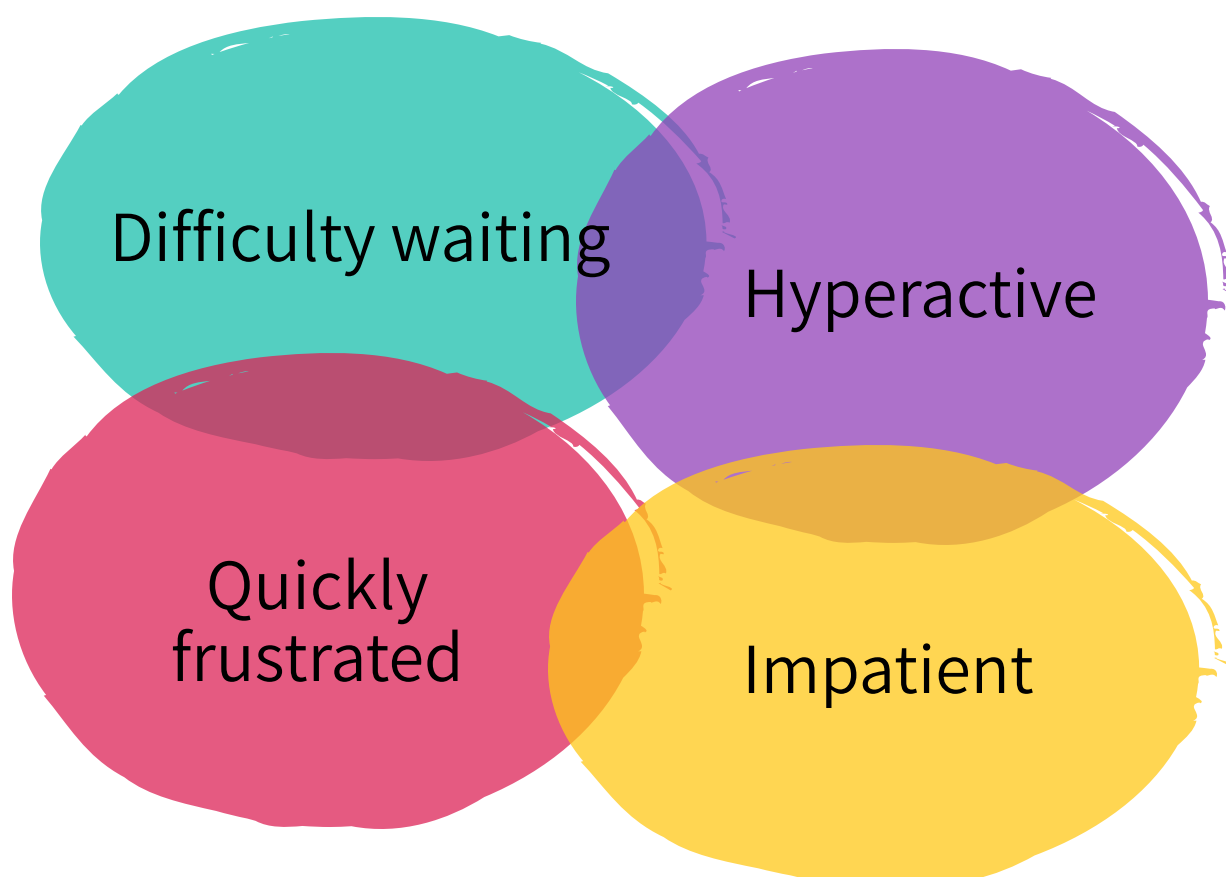 Difficulty waiting
Hyperactive
Quickly
frustrated
Impatient